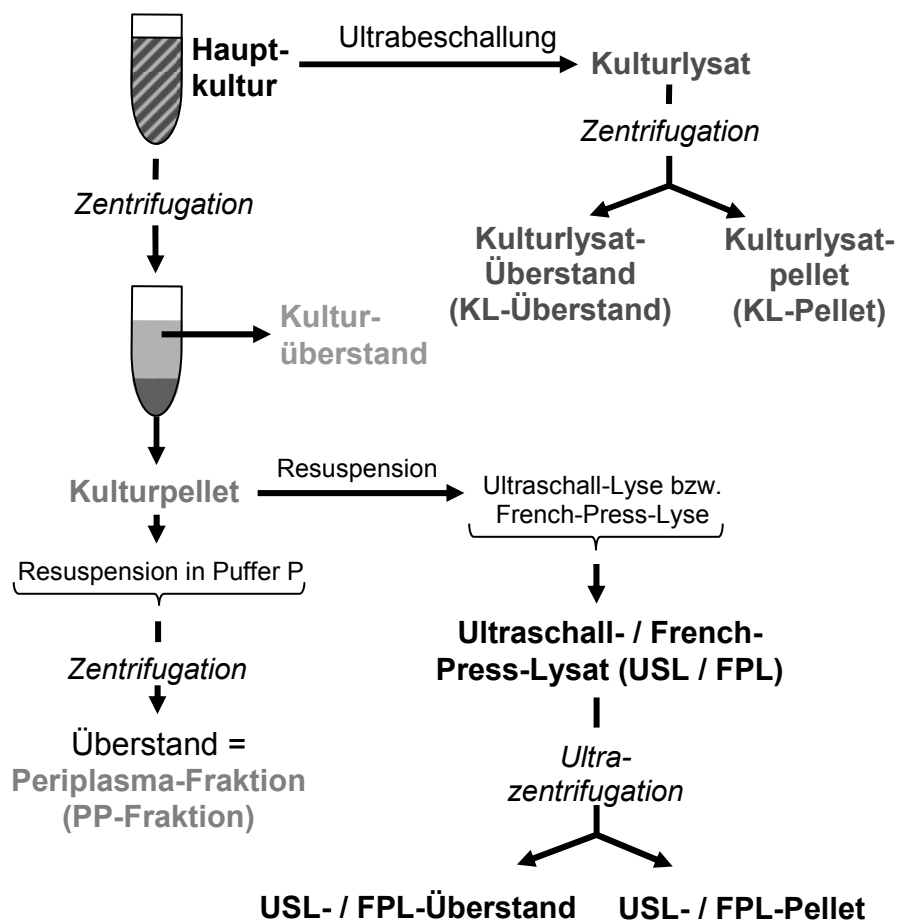 Haupt-
kultur
Ultrabeschallung
Kulturlysat
Zentrifugation
Kulturlysat-
Überstand
(KL-Überstand)
Kulturlysat-
pellet
(KL-Pellet)
Zentrifugation
Kultur-
überstand
Kulturpellet
Resuspension
Ultraschall-Lyse bzw.
French-Press-Lyse
Resuspension in Puffer P
Zentrifugation
Überstand =
Periplasma-Fraktion
(PP-Fraktion)
Ultraschall- / French-
Press-Lysat (USL / FPL)
Ultra-
zentrifugation
USL- / FPL-Überstand
USL- / FPL-Pellet